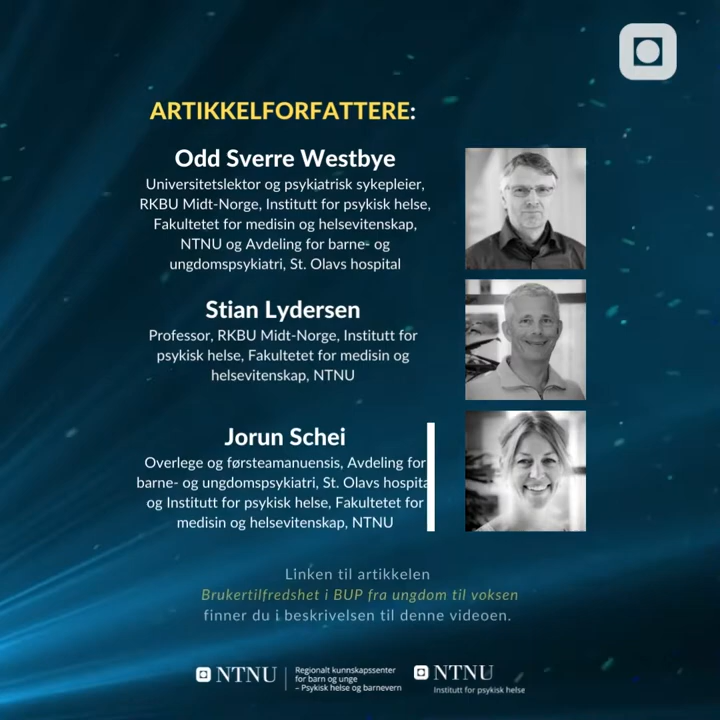 ARTIKKELFORFATTERE:
Odd Sverre Westbye
Universitetslektor og psykiatrisk sykepleier,
RKBU Midt-Norge, Institutt for psykisk helse,
Fakultetet for medisin og helsevitenskap,
NTNU og Avdeling for barne- og
ungdomspsykiatri, St. Olavs hospital
Stian Lydersen
Professor, RKBU Midt-Norge, Institutt for
psykisk helse, Fakultetet for medisin og
helsevitenskap, NTNU
Jorun Schei
Overlege og førsteamanuensis, Avdeling for
barne- og ungdomspsykiatri, St. Olavs hospita
og Institutt for psykisk helse, Fakultetet for
medisin og helsevitenskap, NTNU
Linken til artikkelen
Brukertilfredshet i BUP fra ungdom til voksen
finner du i beskrivelsen til denne videoen.
NTNU
Regionalt kunnskapssenter
for barn og unge
– Psykisk helse og barnevern
NTNU
Institutt for psykisk helse